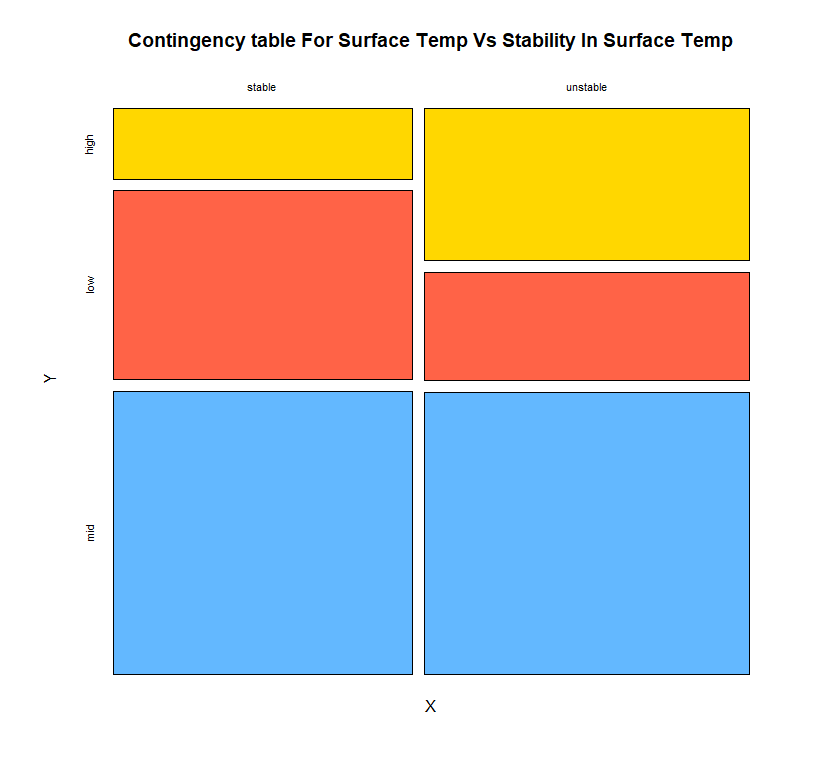 Contingency table For Surface Temp Vs Stability In Surface Temp
stable unstable
high
low
Y
mid
X